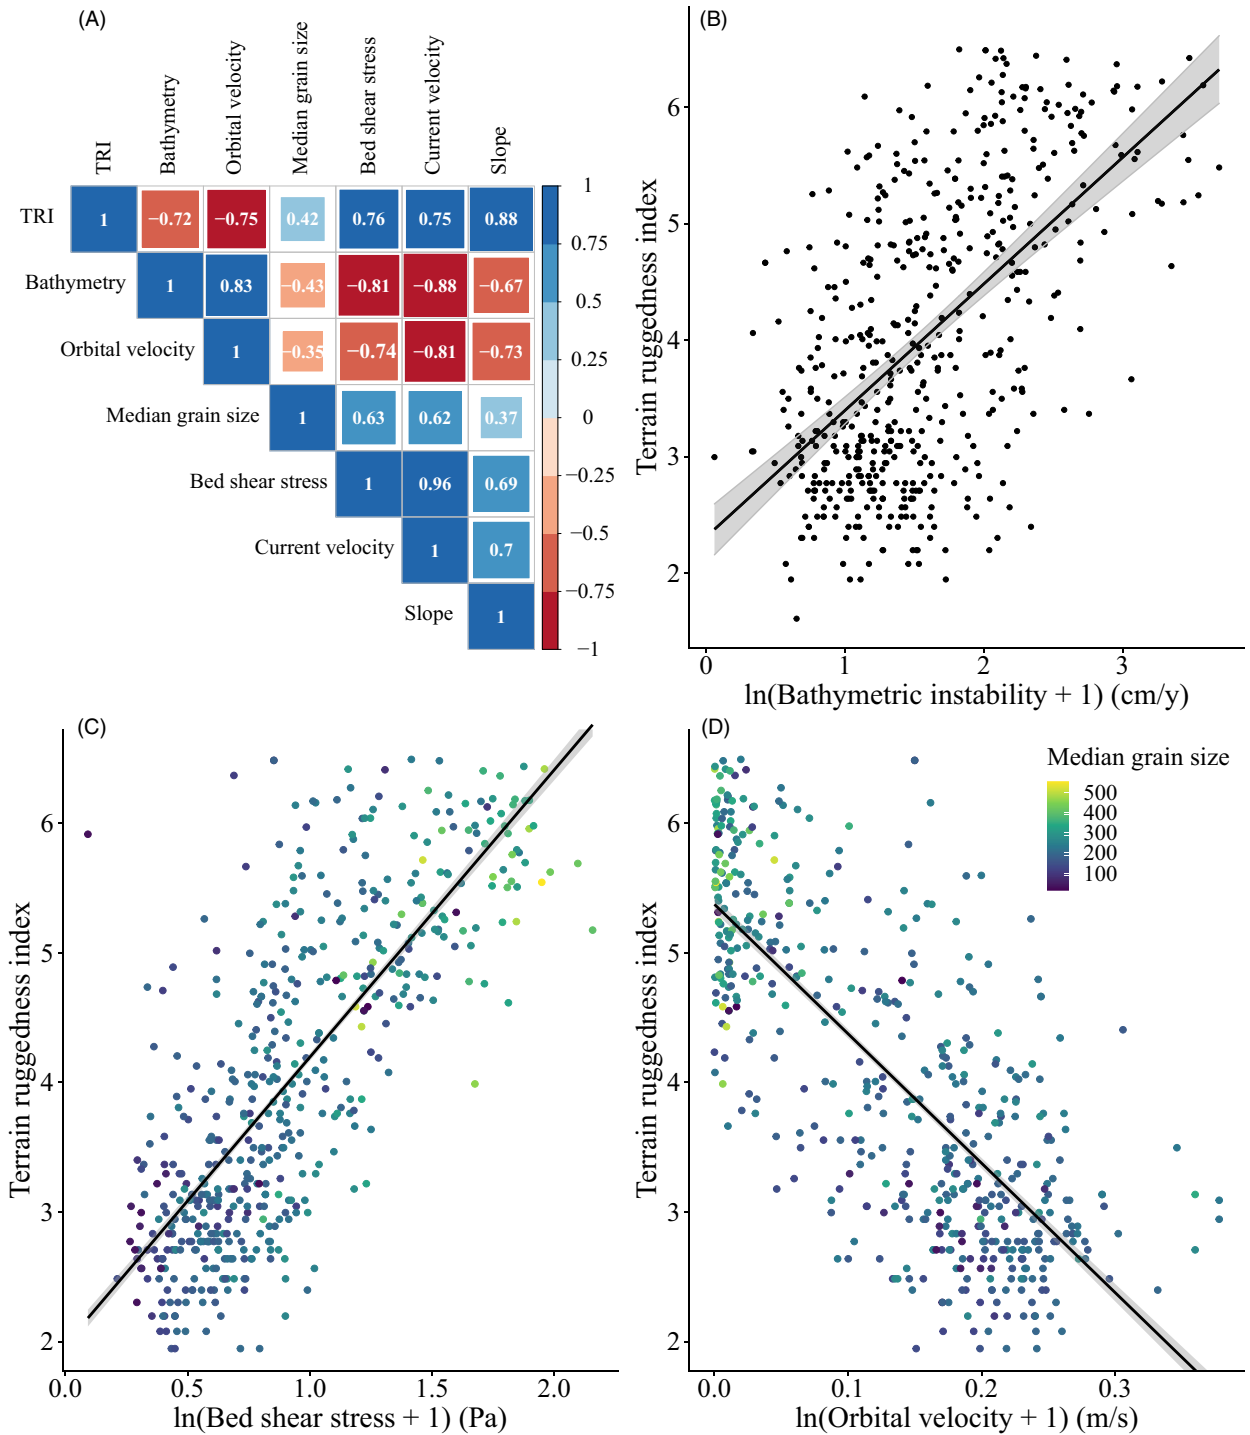 (A)
TRI
Bathymetry
Orbital velocity
Median grain size
Bed shear stress
Current velocity
Slope
TRI 1 −0.72 −0.75 0.42 0.76 0.75 0.88
Bathymetry 1 0.83 −0.43 −0.81 −0.88 −0.67
Orbital velocity 1 −0.35 −0.74 −0.81 −0.73
Median grain size 1 0.63 0.62 0.37
Bed shear stress 1 0.96 0.69
Current velocity 1 0.7
Slope 1
1
0.75
0.5
0.25
0
−0.25
−0.5
−0.75
−1
(B)
Terrain ruggedness index
6
5
4
3
2
0 1 2 3
ln(Bathymetric instability + 1) (cm/y)
(C)
Terrain ruggedness index
6
5
4
3
2
0.0 0.5 1.0 1.5 2.0
ln(Bed shear stress + 1) (Pa)
(D)
Median grain size
500
400
300
200
100
Terrain ruggedness index
6
5
4
3
2
0.0 0.1 0.2 0.3
ln(Orbital velocity + 1) (m/s)